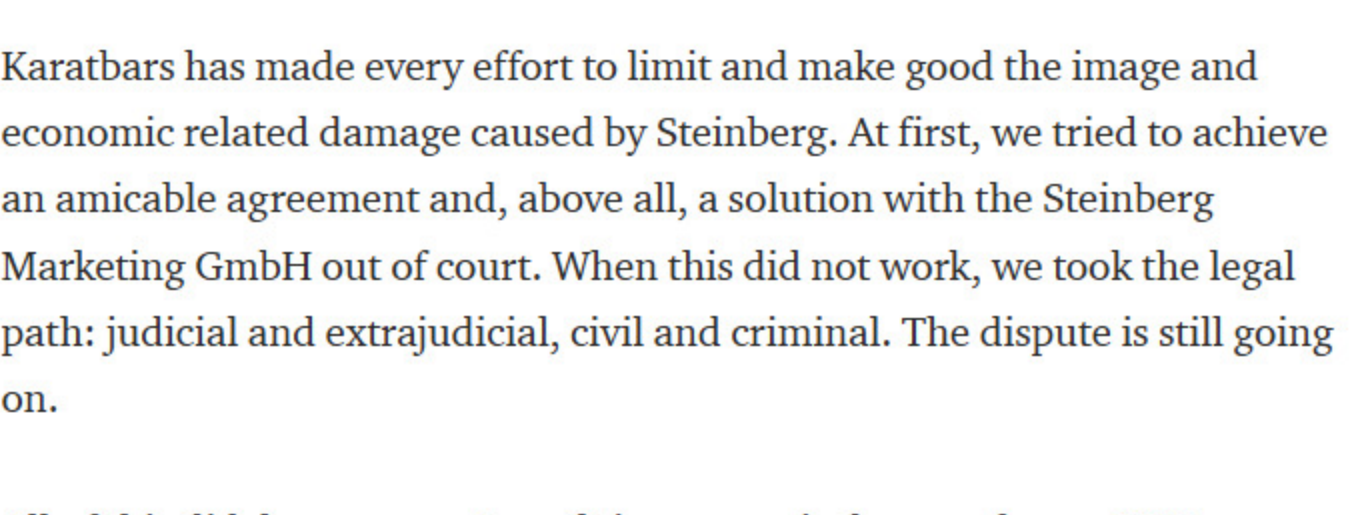 Karatbars has made every effort to limit and make good the image and
economic related damage caused by Steinberg. At first, we tried to achieve
an amicable agreement and, above all, a solution with the Steinberg
Marketing GmbH out of court. When this did not work, we took the legal
path: judicial and extrajudicial, civil and criminal. The dispute is still going
on.